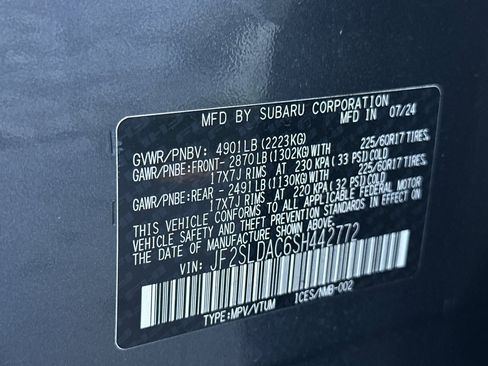 MFD BY SUBARU CORPORATION IN 07/24
GVWR/PNBV: 4901LB(2223KG)
GAWR/PNBE:FRONT- 2870LB(1302KG)WITH 225/60R17 TIRES,
17X7J RIMS AT 230 KPA(33 PSI)COLD
GAWR/PNBE:REAR - 2491LB(1130KG)WITH 225/60R17 TIRES,
17X7J RIMS AT 220 KPA(32 PSI)COLD
THIS VEHICLE CONFORMS TO ALL APPLICABLE FEDERAL MOTOR
VEHICLE SAFETY AND THEFT PREVENTION STANDARDS IN EFFECT
ON THE DATE OF MANUFACTURE SHOWN ABOVE.
VIN: JF2SLDAC6SH442772
TYPE:MPV/VTUM ICES/NMB-002